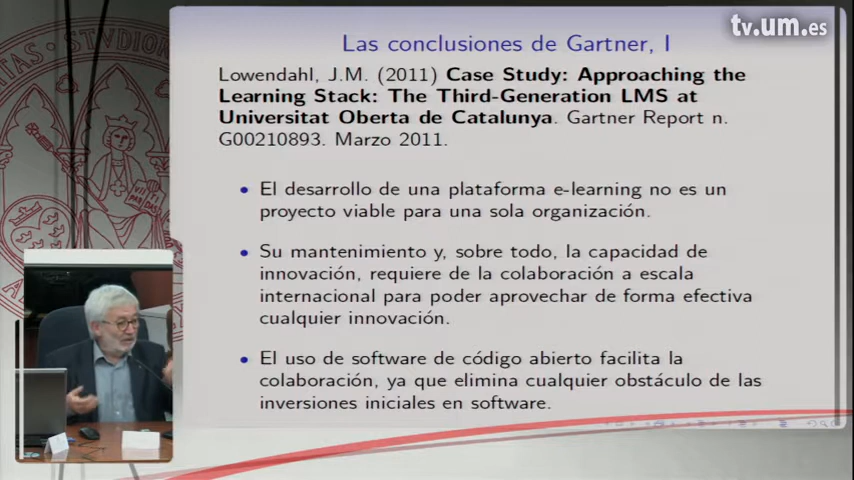 tv.um.es
Las conclusiones de Gartner, I
Lowendahl, J.M. (2011) Case Study: Approaching the
Learning Stack: The Third-Generation LMS at
Universitat Oberta de Catalunya. Gartner Report n.
G00210893. Marzo 2011.
• El desarrollo de una plataforma e-learning no es un
proyecto viable para una sola organización.
• Su mantenimiento y, sobre todo, la capacidad de
innovación, requiere de la colaboración a escala
internacional para poder aprovechar de forma efectiva
cualquier innovación.
• El uso de software de código abierto facilita la
colaboración, ya que elimina cualquier obstáculo de las
inversiones iniciales en software.